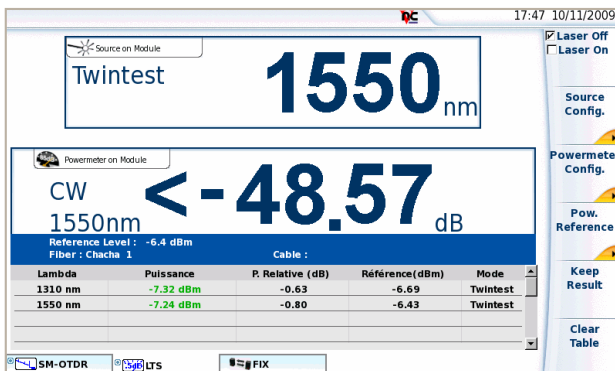 17:47 10/11/2009
Source on Module
Twintest
1550 nm
Laser Off
Laser On
Source Config.
Powermeter on Module
CW
1550nm
<-48.57 dB
Reference Level : -6.4 dBm
Fiber : Chacha 1 Cable :
Powermete Config.
Pow. Reference
Lambda Puissance P. Relative (dB) Référence(dBm) Mode
1310 nm -7.32 dBm -0.63 -6.69 Twintest
1550 nm -7.24 dBm -0.80 -6.43 Twintest
Keep Result
Clear Table
SM-OTDR LTS FIX